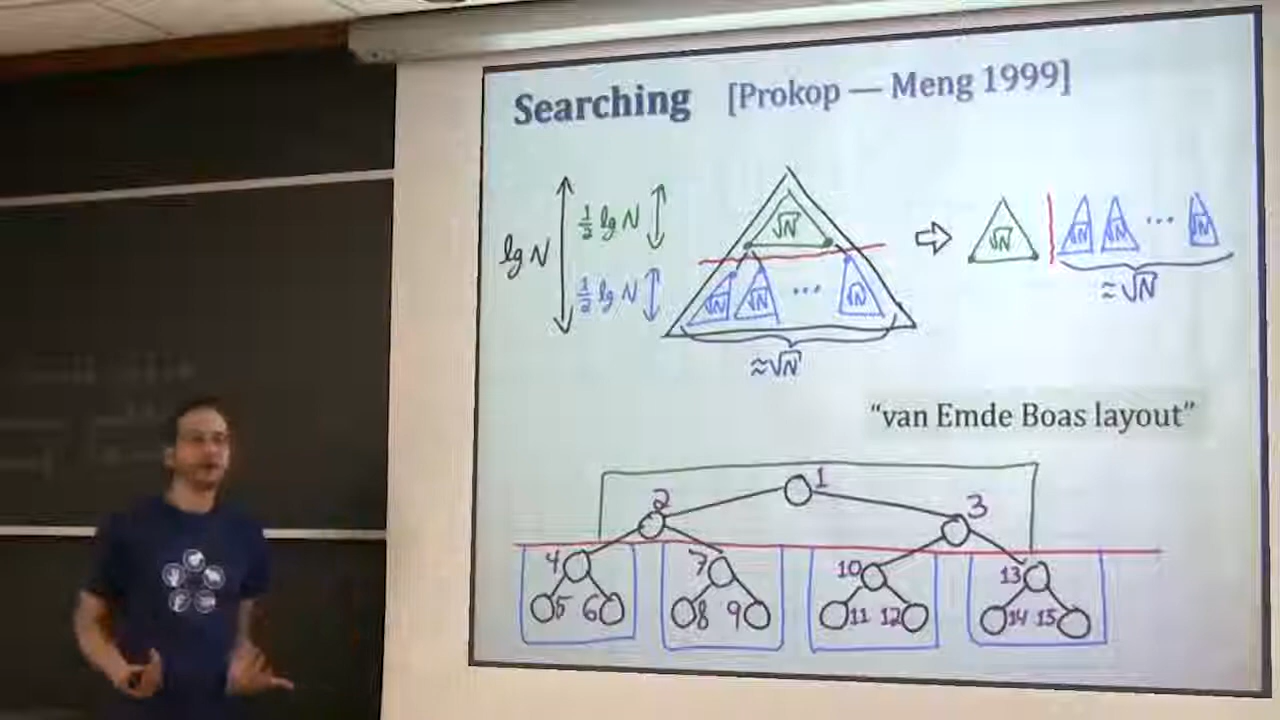 Searching [Prokop — Meng 1999]
lg N
½ lg N
½ lg N
√N
√N √N ··· √N
≈√N
⇨
√N | √N √N ··· √N
≈√N
“van Emde Boas layout”
1
2 3
4 7 10 13
5 6 8 9 11 12 14 15